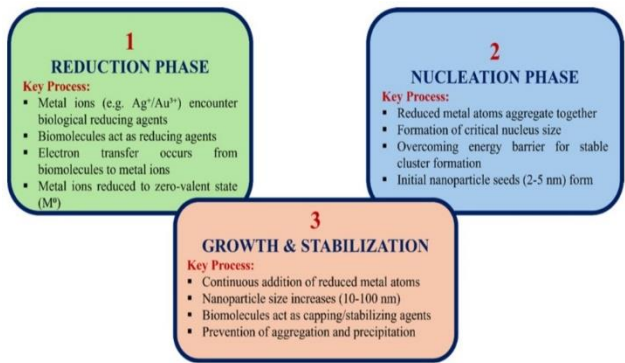 1
REDUCTION PHASE
Key Process:
▪ Metal ions (e.g. Ag⁺/Au³⁺) encounter
biological reducing agents
▪ Biomolecules act as reducing agents
▪ Electron transfer occurs from
biomolecules to metal ions
▪ Metal ions reduced to zero-valent state
(M⁰)
2
NUCLEATION PHASE
Key Process:
▪ Reduced metal atoms aggregate together
▪ Formation of critical nucleus size
▪ Overcoming energy barrier for stable
cluster formation
▪ Initial nanoparticle seeds (2-5 nm) form
3
GROWTH & STABILIZATION
Key Process:
▪ Continuous addition of reduced metal atoms
▪ Nanoparticle size increases (10-100 nm)
▪ Biomolecules act as capping/stabilizing agents
▪ Prevention of aggregation and precipitation